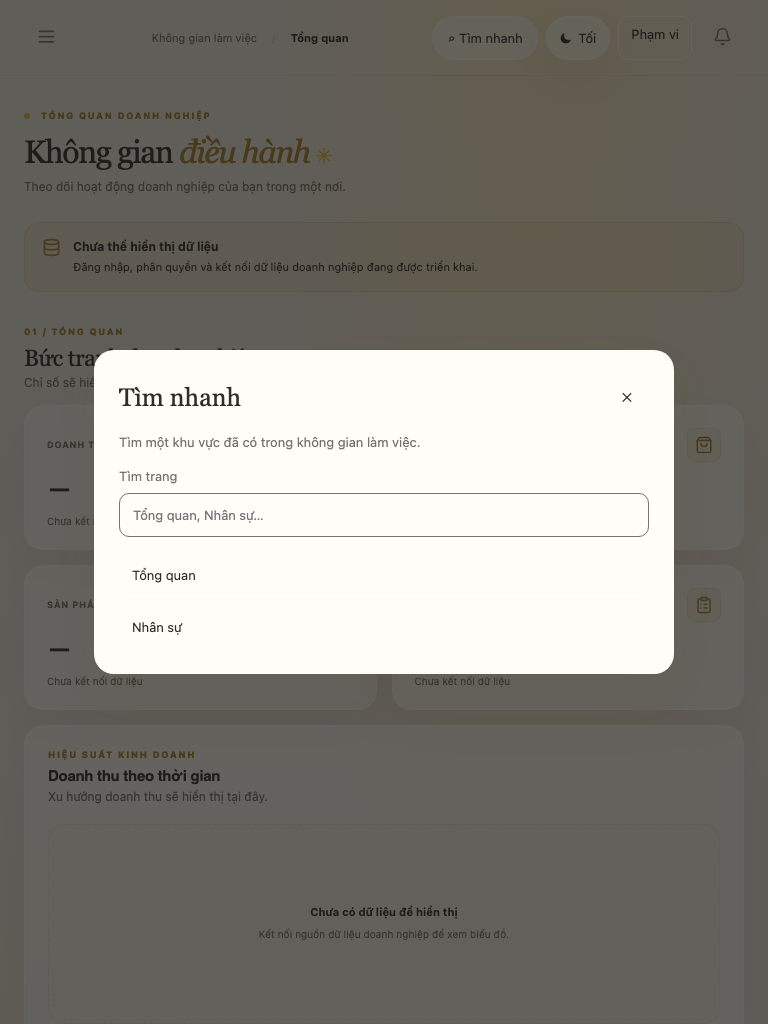 Không gian làm việc / Tổng quan
Tìm nhanh
Tối
Phạm vi
TỔNG QUAN DOANH NGHIỆP
Không gian điều hành
Theo dõi hoạt động doanh nghiệp của bạn trong một nơi.
Chưa thể hiển thị dữ liệu
Đăng nhập, phân quyền và kết nối dữ liệu doanh nghiệp đang được triển khai.
01 / TỔNG QUAN
Bức
Chỉ số sẽ
DOANH
Tìm nhanh
Tìm một khu vực đã có trong không gian làm việc.
Tìm trang
Tổng quan, Nhân sự...
Tổng quan
Nhân sự
—
Chưa kết
SẢN
—
Chưa kết nối dữ liệu
Chưa kết nối dữ liệu
HIỆU SUẤT KINH DOANH
Doanh thu theo thời gian
Xu hướng doanh thu sẽ hiển thị tại đây.
Chưa có dữ liệu để hiển thị
Kết nối nguồn dữ liệu doanh nghiệp để xem biểu đồ.